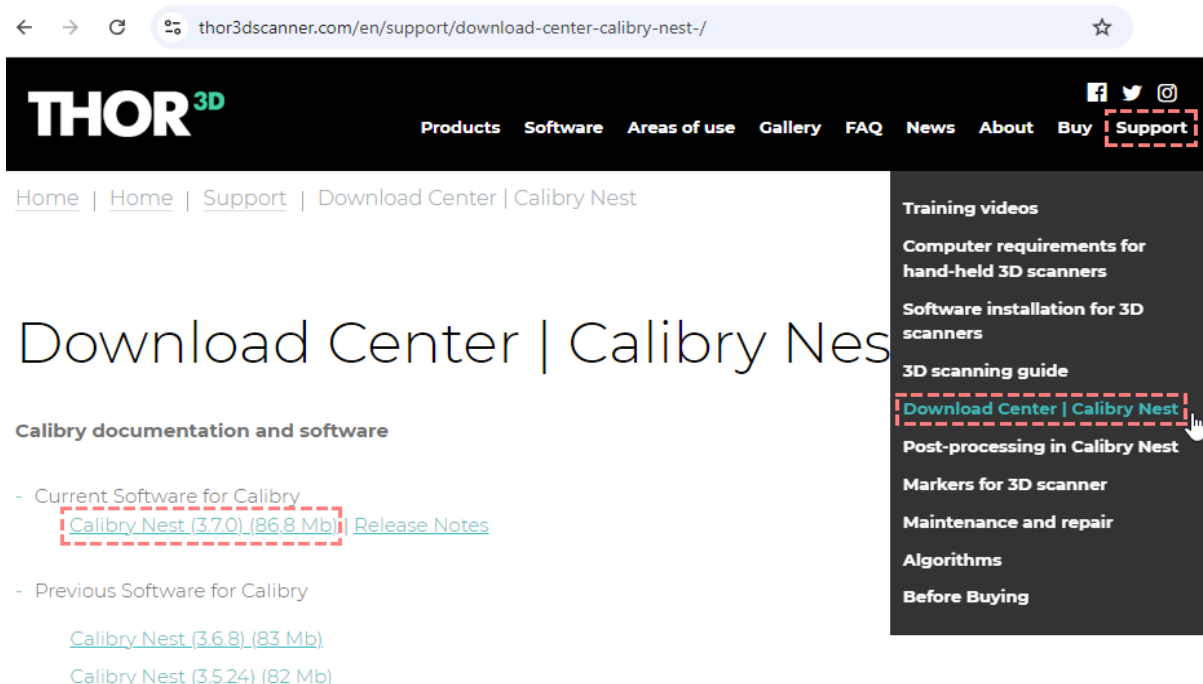 thor3dscanner.com/en/support/download-center-calibry-nest-/
THOR3D
Products Software Areas of use Gallery FAQ News About Buy Support
Home | Home | Support | Download Center | Calibry Nest
Training videos
Computer requirements for
hand-held 3D scanners
Software installation for 3D
scanners
3D scanning guide
Download Center | Calibry Nest
Post-processing in Calibry Nest
Markers for 3D scanner
Maintenance and repair
Algorithms
Before Buying
Download Center | Calibry Nes
Calibry documentation and software
- Current Software for Calibry
Calibry Nest (3.7.0) (86,8 Mb) | Release Notes
- Previous Software for Calibry
Calibry Nest (3.6.8) (83 Mb)
Calibry Nest (3.5.24) (82 Mb)